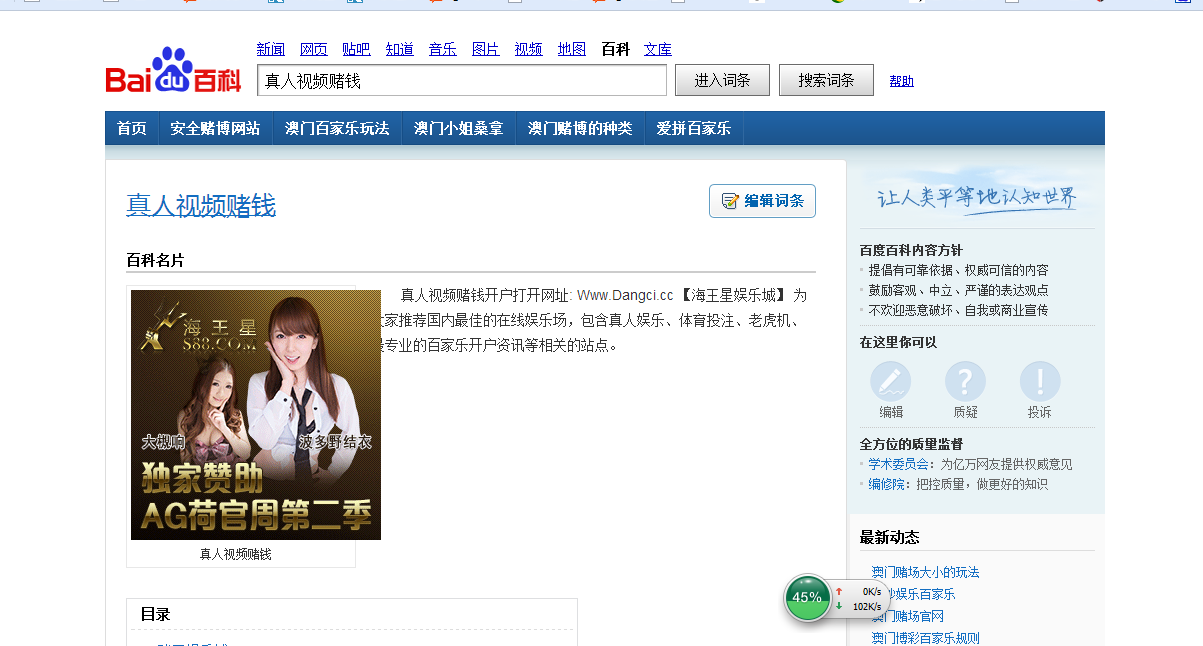 新闻 网页 贴吧 知道 音乐 图片 视频 地图 百科 文库
Bai du 百科
真人视频赌钱 进入词条 搜索词条 帮助
首页 安全赌博网站 澳门百家乐玩法 澳门小姐桑拿 澳门赌博的种类 爱拼百家乐
真人视频赌钱
编辑词条
百科名片
真人视频赌钱开户打开网址: Www.Dangci.cc 【海王星娱乐城】 为
家推荐国内最佳的在线娱乐场，包含真人娱乐、体育投注、老虎机、
专业的百家乐开户资讯等相关的站点。
海王星
S88.COM
大槻响 波多野结衣
独家赞助
AG荷官周第二季
真人视频赌钱
目录
让人类平等地认知世界
百度百科内容方针
提倡有可靠依据、权威可信的内容
鼓励客观、中立、严谨的表达观点
不欢迎恶意破坏、自我或商业宣传
在这里你可以
编辑 质疑 投诉
全方位的质量监督
学术委员会：为亿万网友提供权威意见
编修院：把控质量，做更好的知识
最新动态
澳门赌场大小的玩法
娱乐百家乐
门赌场官网
澳门博彩百家乐规则
45%
0K/s
102K/s